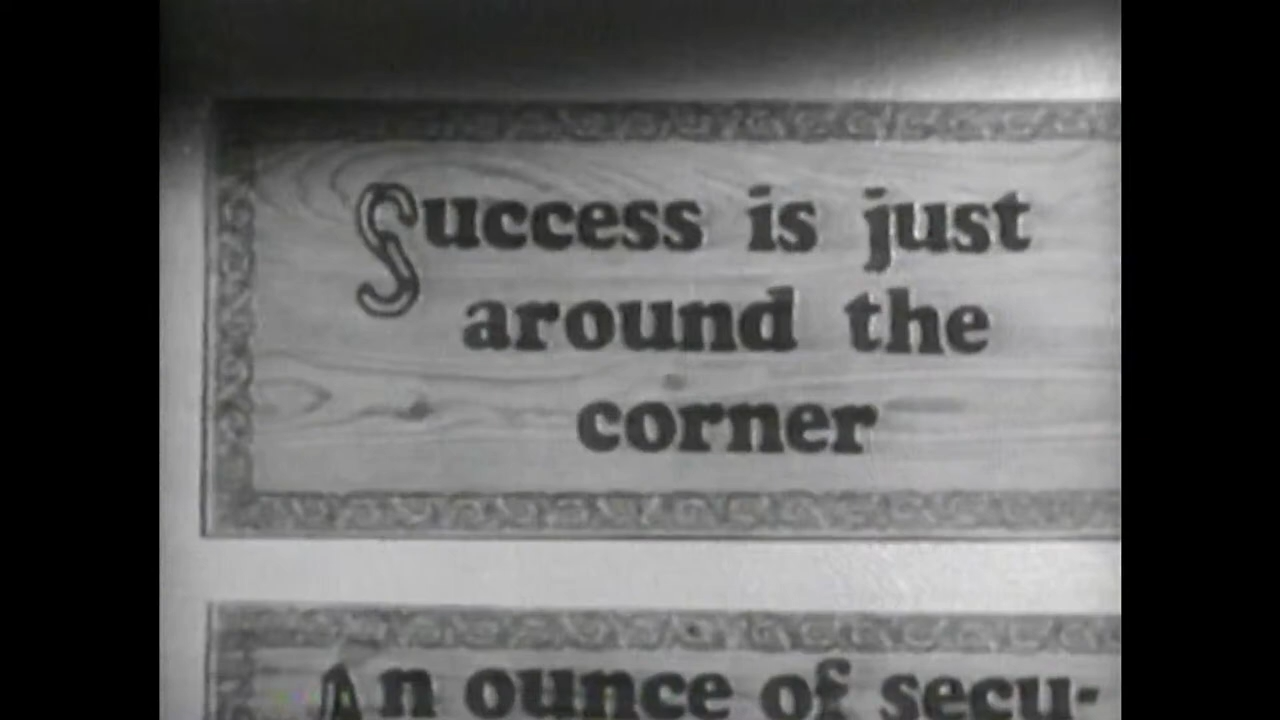 Success is just
around the
corner
An ounce of secu-